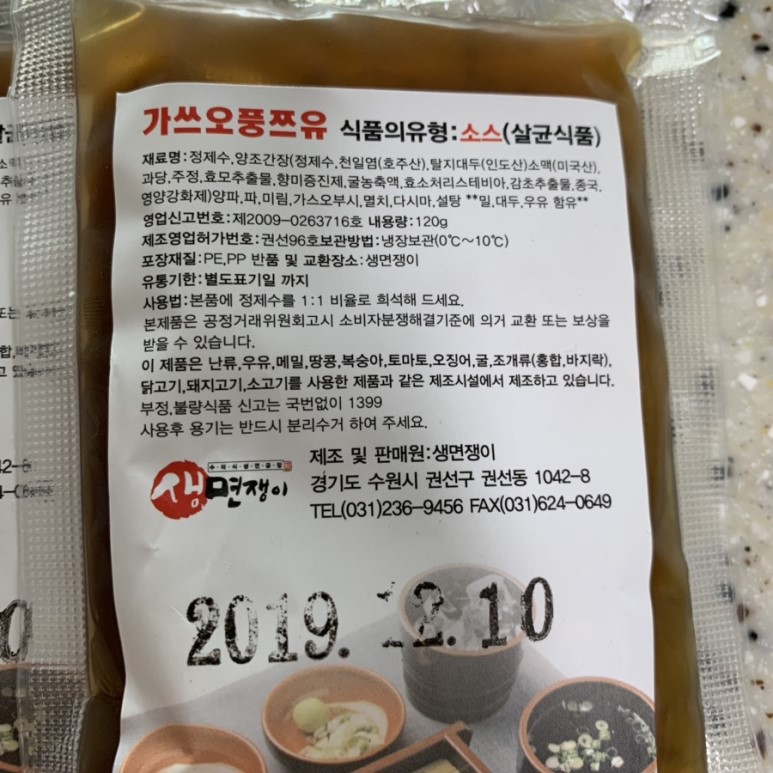 가쓰오풍쯔유 식품의유형:소스(살균식품)
재료명:정제수,양조간장(정제수,천일염(호주산),탈지대두(인도산)소맥(미국산),
과당,주정,효모추출물,향미증진제,굴농축액,효소처리스테비아,감초추출물,종국,
영양강화제)양파,파,미림,가스오부시,멸치,다시마,설탕 **밀,대두,우유 함유**
영업신고번호:제2009-0263716호 내용량:120g
제조영업허가번호:권선96호보관방법:냉장보관(0℃~10℃)
포장재질:PE,PP 반품 및 교환장소:생면쟁이
유통기한:별도표기일 까지
사용법:본품에 정제수를 1:1 비율로 희석해 드세요.
본제품은 공정거래위원회고시 소비자분쟁해결기준에 의거 교환 또는 보상을
받을 수 있습니다.
이 제품은 난류,우유,메밀,땅콩,복숭아,토마토,오징어,굴,조개류(홍합,바지락),
닭고기,돼지고기,소고기를 사용한 제품과 같은 제조시설에서 제조하고 있습니다.
부정,불량식품 신고는 국번없이 1399
사용후 용기는 반드시 분리수거 하여 주세요.
생면쟁이
제조 및 판매원:생면쟁이
경기도 수원시 권선구 권선동 1042-8
TEL(031)236-9456 FAX(031)624-0649
2019.12.10